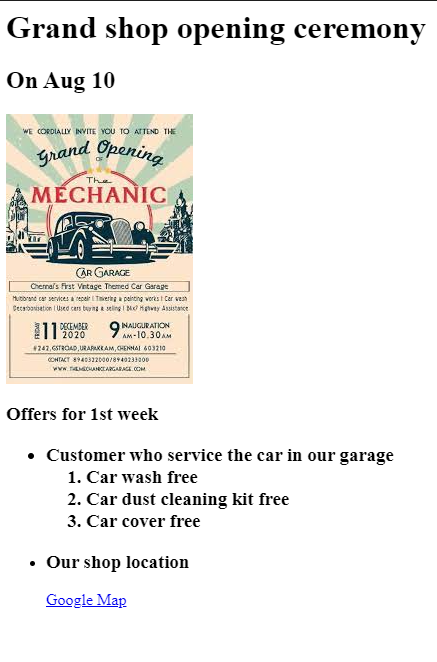 Grand shop opening ceremony
On Aug 10
WE CORDIALLY INVITE YOU TO ATTEND THE
Grand Opening
OF
The
MECHANIC
CAR GARAGE
Chennai's First Vintage Themed Car Garage
Multibrand car services & repair | Tinkering & painting works | Car wash
Decarbonisation | Used cars buying & selling | 24x7 Highway Assistance
FRIDAY 11 DECEMBER 2020 9 INAUGURATION AM-10.30AM
#242, GST ROAD, URAPAKKAM, CHENNAI 603210
CONTACT 8940322000/8940233000
WWW.THEMECHANICCARGARAGE.COM
Offers for 1st week
• Customer who service the car in our garage
1. Car wash free
2. Car dust cleaning kit free
3. Car cover free
• Our shop location
Google Map